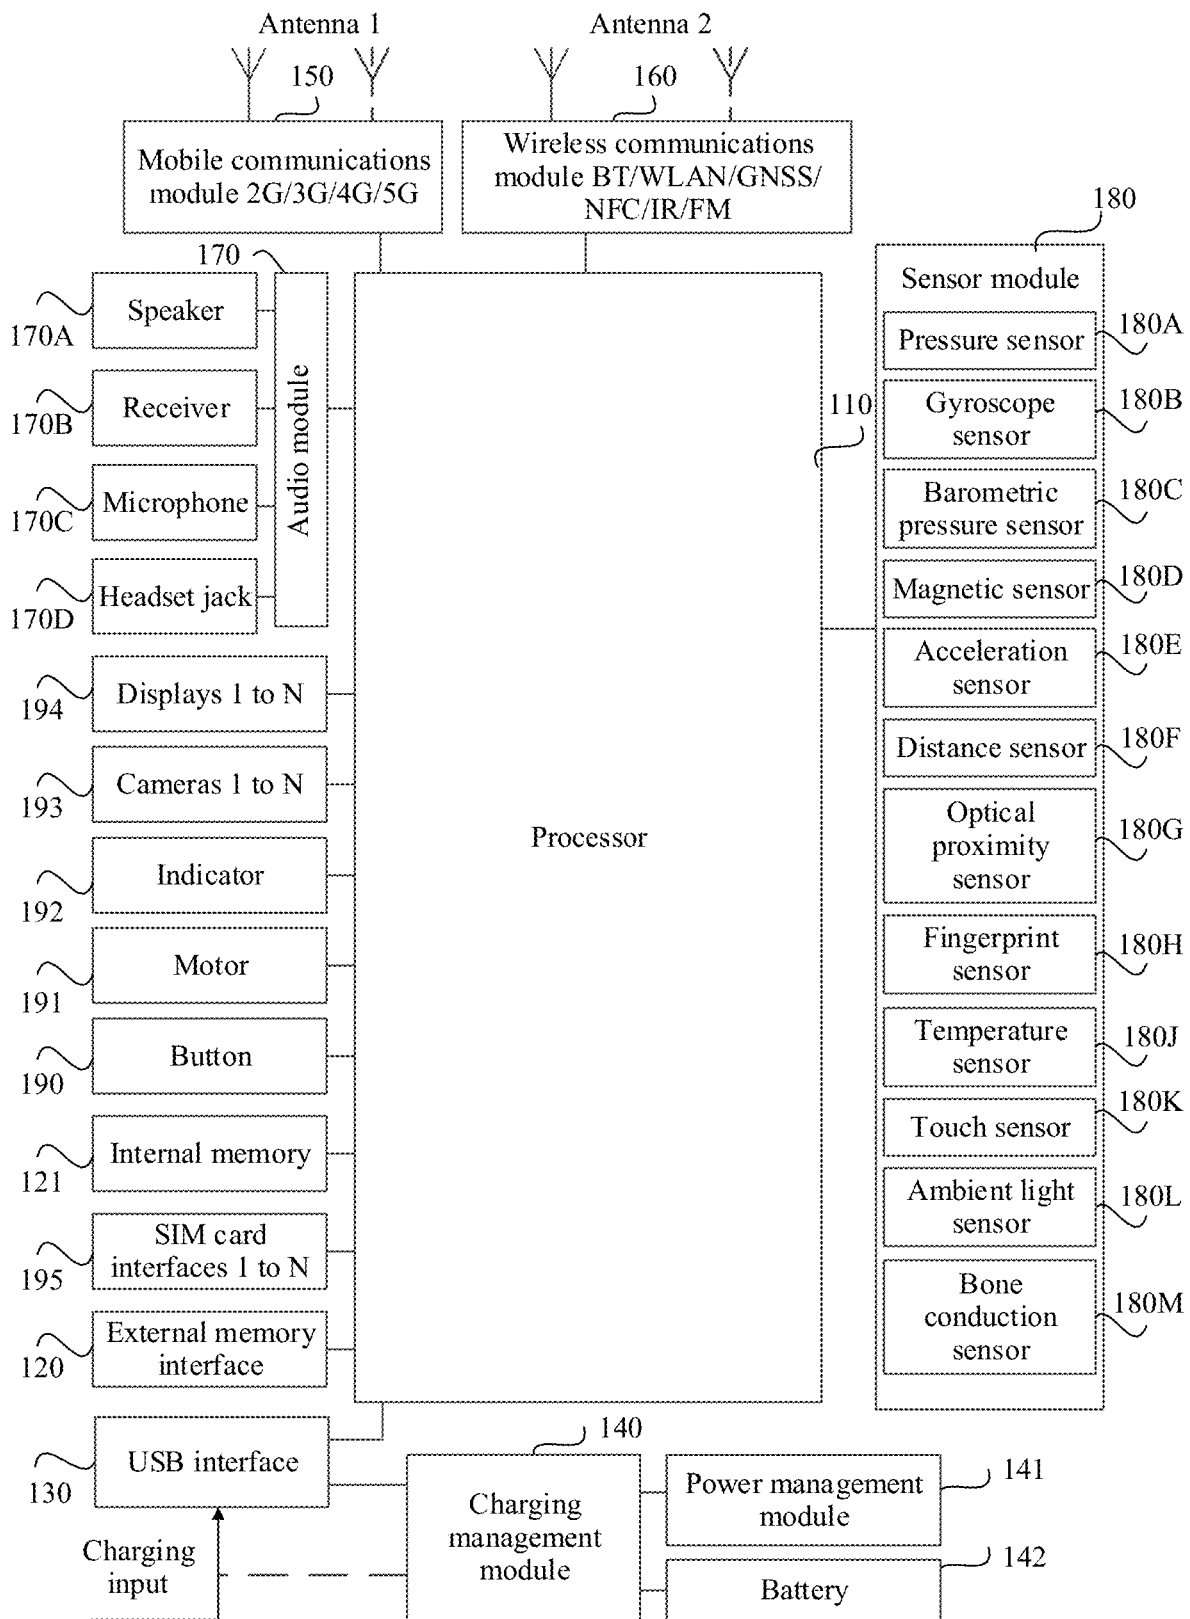 Antenna 1
Antenna 2
150
160
Mobile communications
module 2G/3G/4G/5G
Wireless communications
module BT/WLAN/GNSS/
NFC/IR/FM
170
180
Speaker
170A
Receiver
170B
Microphone
170C
Headset jack
170D
Audio module
Displays 1 to N
194
Cameras 1 to N
193
Indicator
192
Motor
191
Button
190
Internal memory
121
SIM card
interfaces 1 to N
195
External memory
interface
120
USB interface
130
Charging
input
Processor
110
Sensor module
Pressure sensor
180A
Gyroscope
sensor
180B
Barometric
pressure sensor
180C
Magnetic sensor
180D
Acceleration
sensor
180E
Distance sensor
180F
Optical
proximity
sensor
180G
Fingerprint
sensor
180H
Temperature
sensor
180J
Touch sensor
180K
Ambient light
sensor
180L
Bone
conduction
sensor
180M
140
Charging
management
module
Power management
module
141
Battery
142